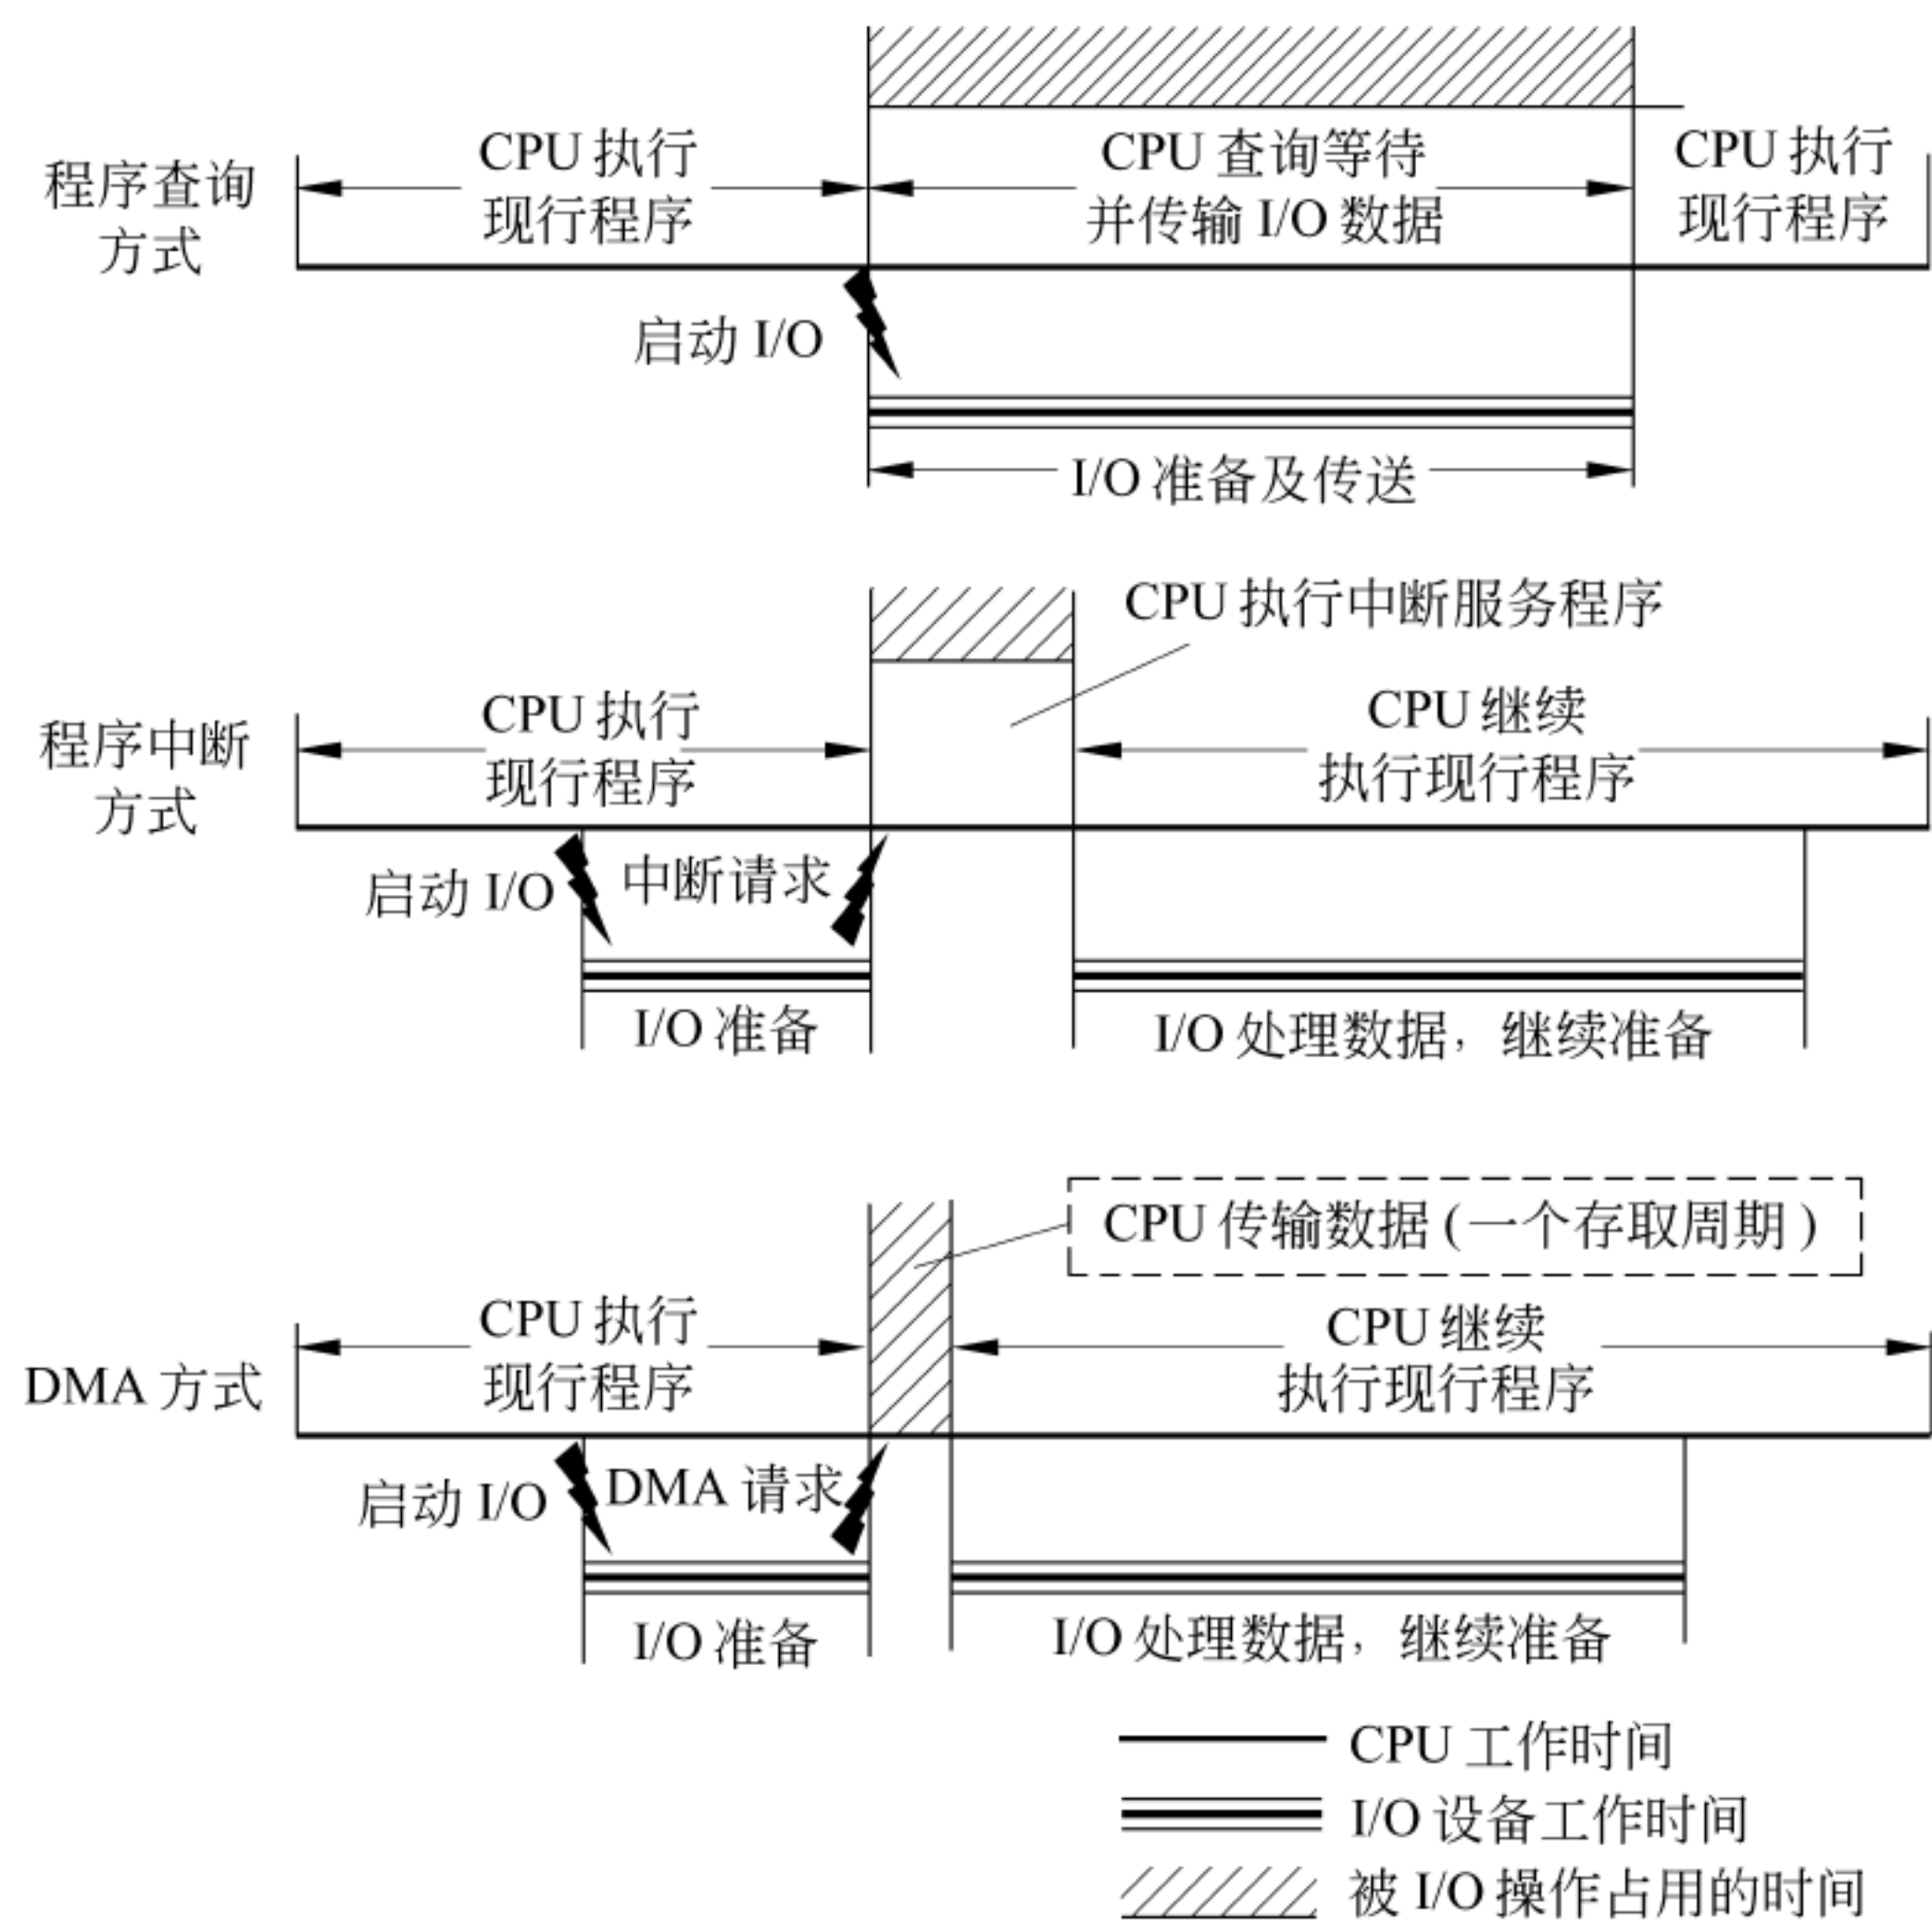 CPU 执行
现行程序
CPU 查询等待
并传输 I/O 数据
CPU 执行
现行程序
程序查询
方式
启动 I/O
I/O 准备及传送
CPU 执行中断服务程序
CPU 执行
现行程序
CPU 继续
执行现行程序
程序中断
方式
启动 I/O
中断请求
I/O 准备
I/O 处理数据，继续准备
CPU 传输数据 (一个存取周期)
CPU 执行
现行程序
CPU 继续
执行现行程序
DMA 方式
启动 I/O
DMA 请求
I/O 准备
I/O 处理数据，继续准备
CPU 工作时间
I/O 设备工作时间
被 I/O 操作占用的时间